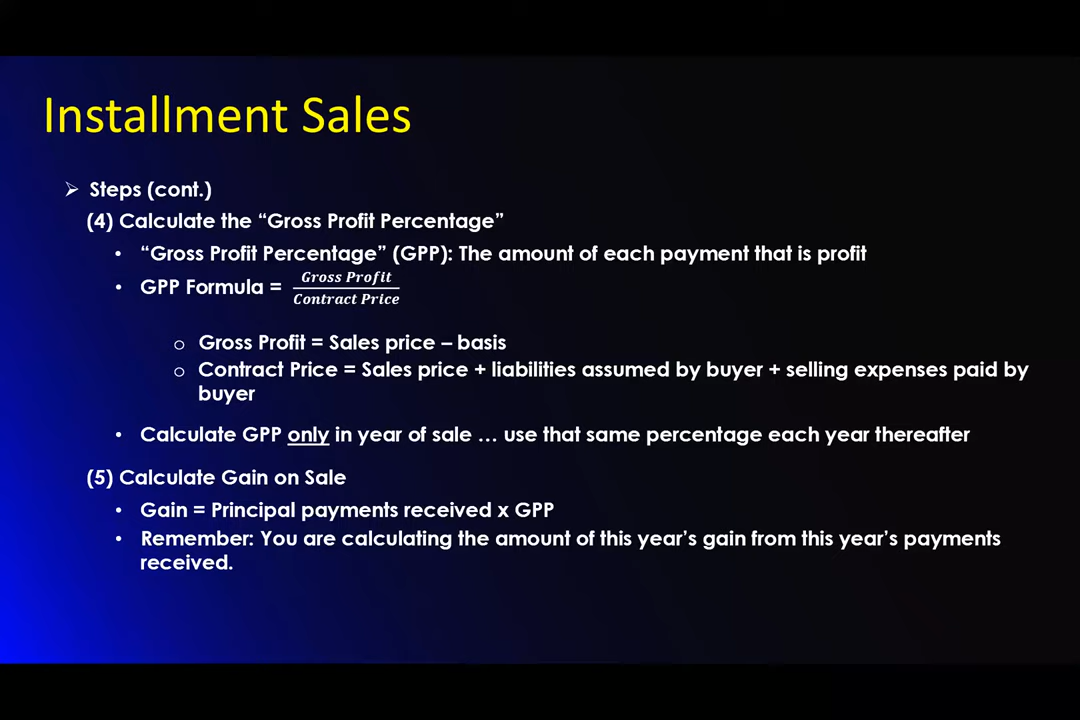 Installment Sales
➢ Steps (cont.)
(4) Calculate the “Gross Profit Percentage”
• “Gross Profit Percentage” (GPP): The amount of each payment that is profit
• GPP Formula = Gross Profit / Contract Price
o Gross Profit = Sales price – basis
o Contract Price = Sales price + liabilities assumed by buyer + selling expenses paid by
buyer
• Calculate GPP only in year of sale … use that same percentage each year thereafter
(5) Calculate Gain on Sale
• Gain = Principal payments received x GPP
• Remember: You are calculating the amount of this year’s gain from this year’s payments
received.